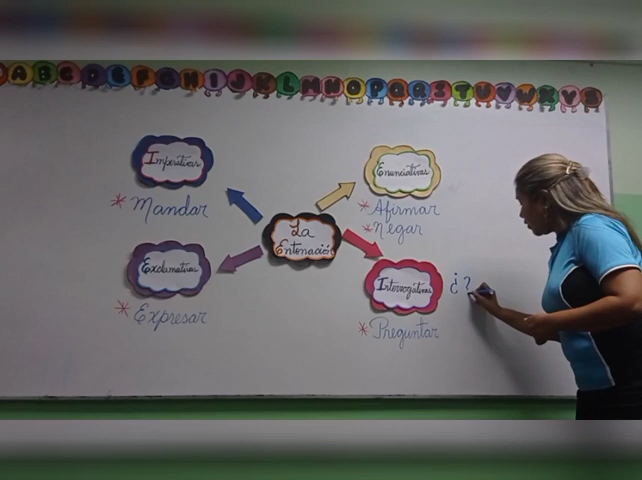 A B C D E F G H I J K L M N O P Q R S T U V W X Y Z
Imperativas
* Mandar
Enunciativas
* Afirmar
* Negar
La
Entonación
Exclamativas
* Expresar
Interrogativas
¿?
* Preguntar